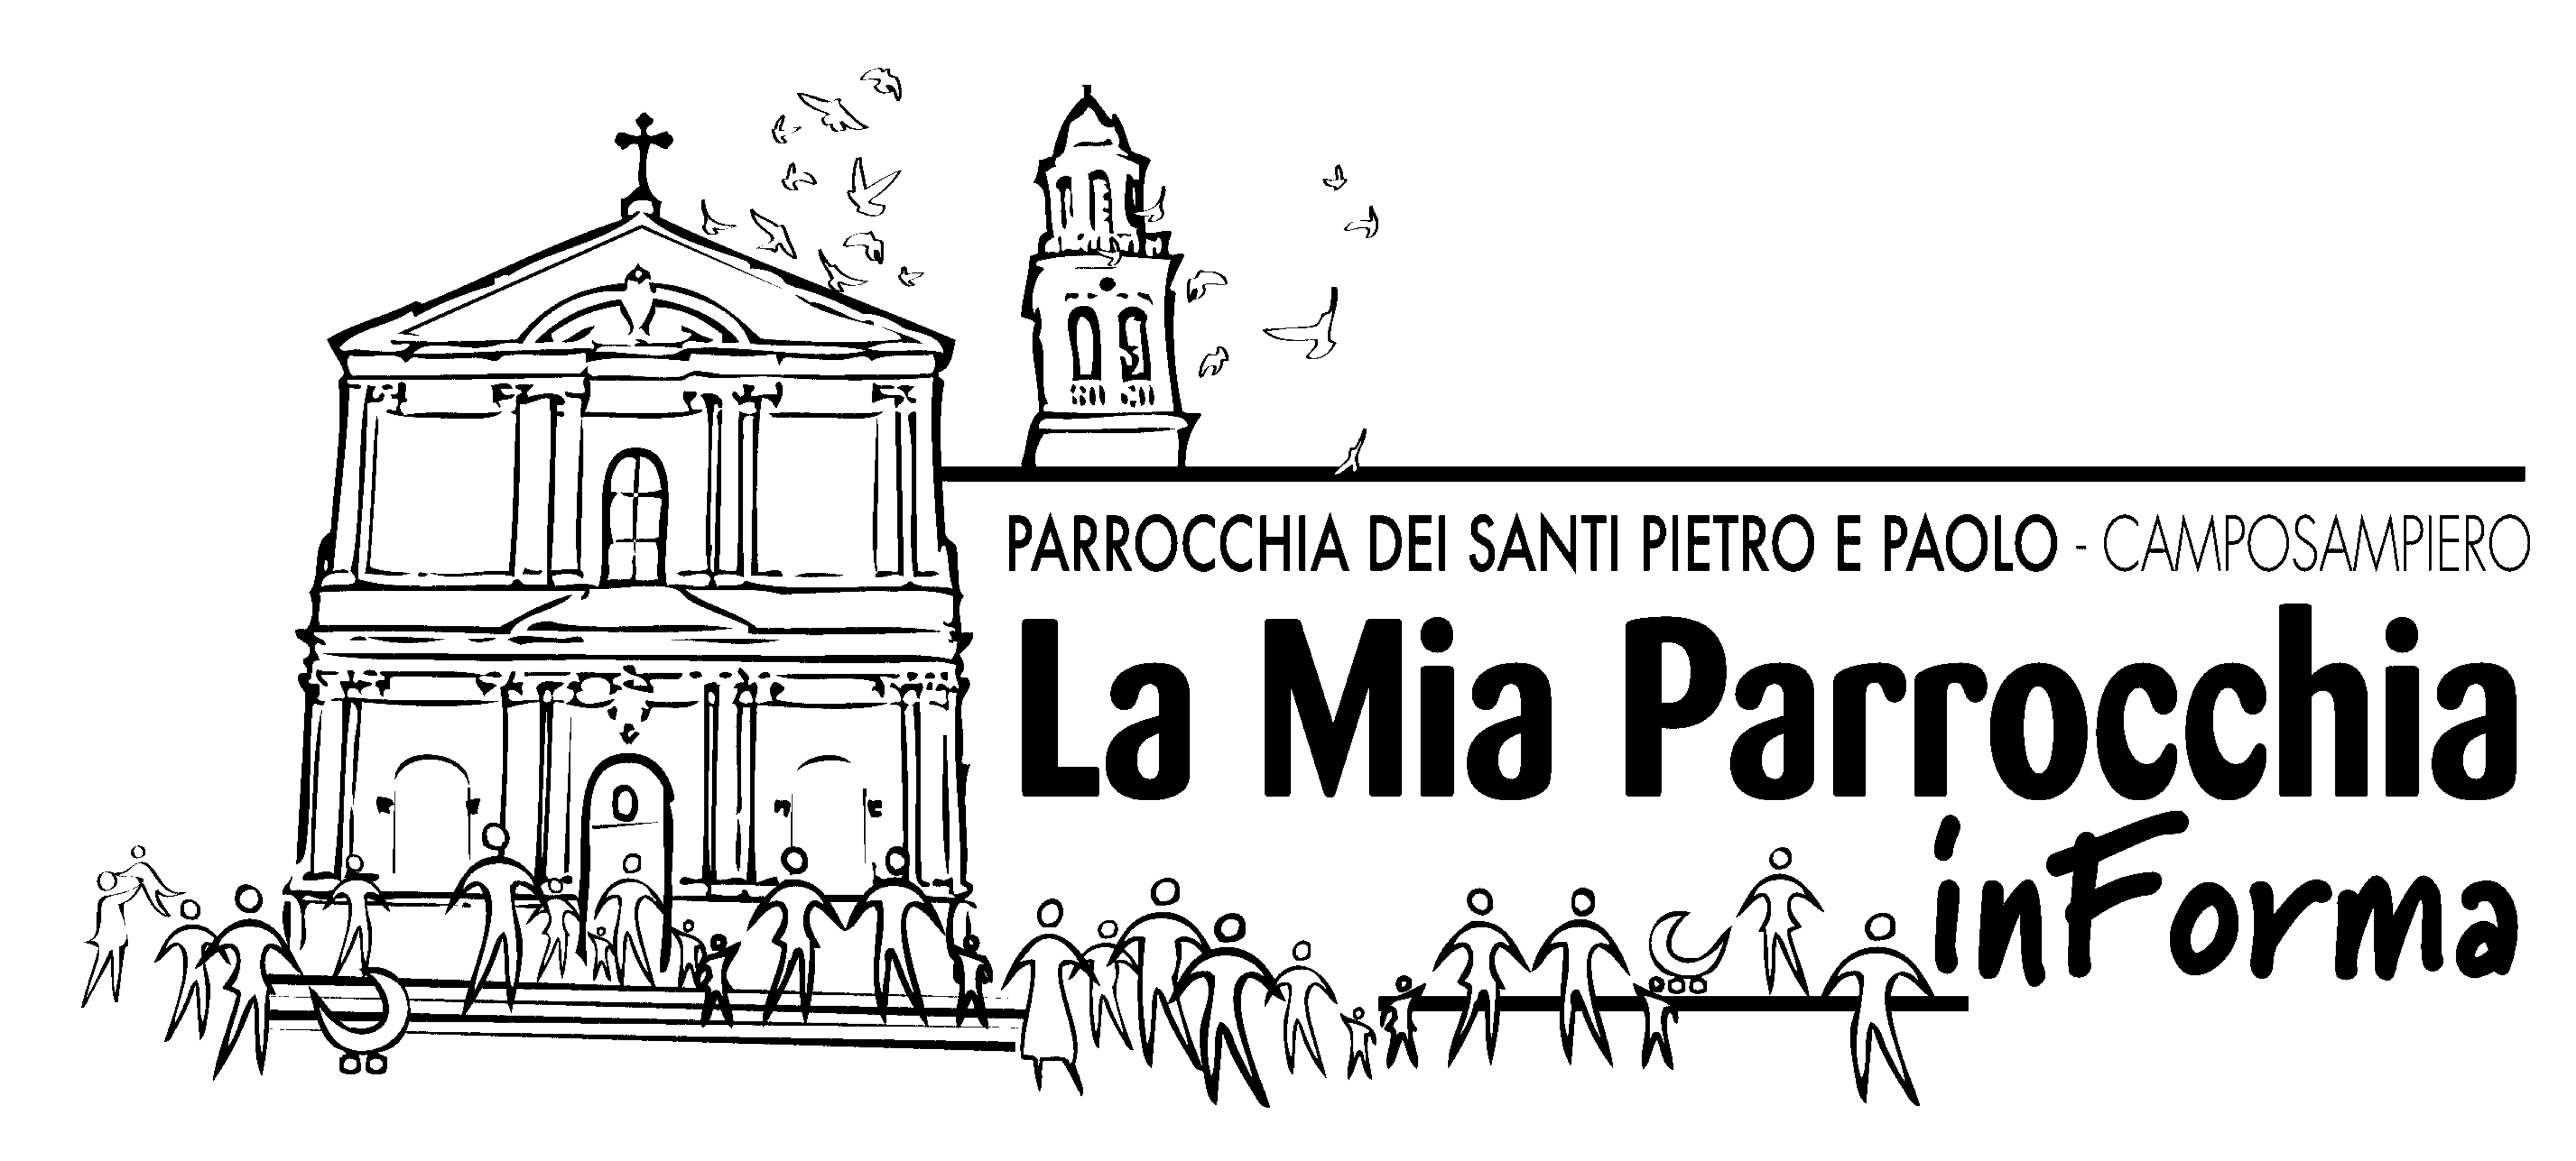 PARROCCHIA DEI SANTI PIETRO E PAOLO - CAMPOSAMPIERO
La Mia Parrocchia
inForma